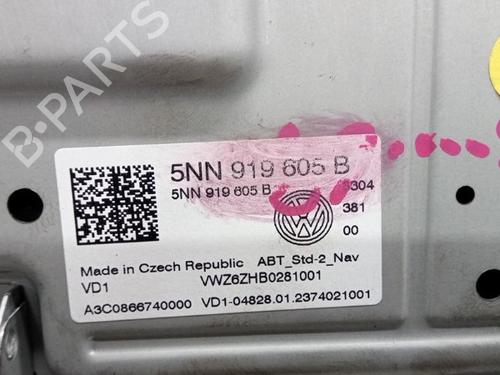 B-PARTS
5NN 919 605 B
5NN 919 605 B
3304
381
00
Made in Czech Republic ABT_Std-2_Nav
VD1 VWZ6ZHB0281001
A3C0866740000 VD1-04828.01.2374021001